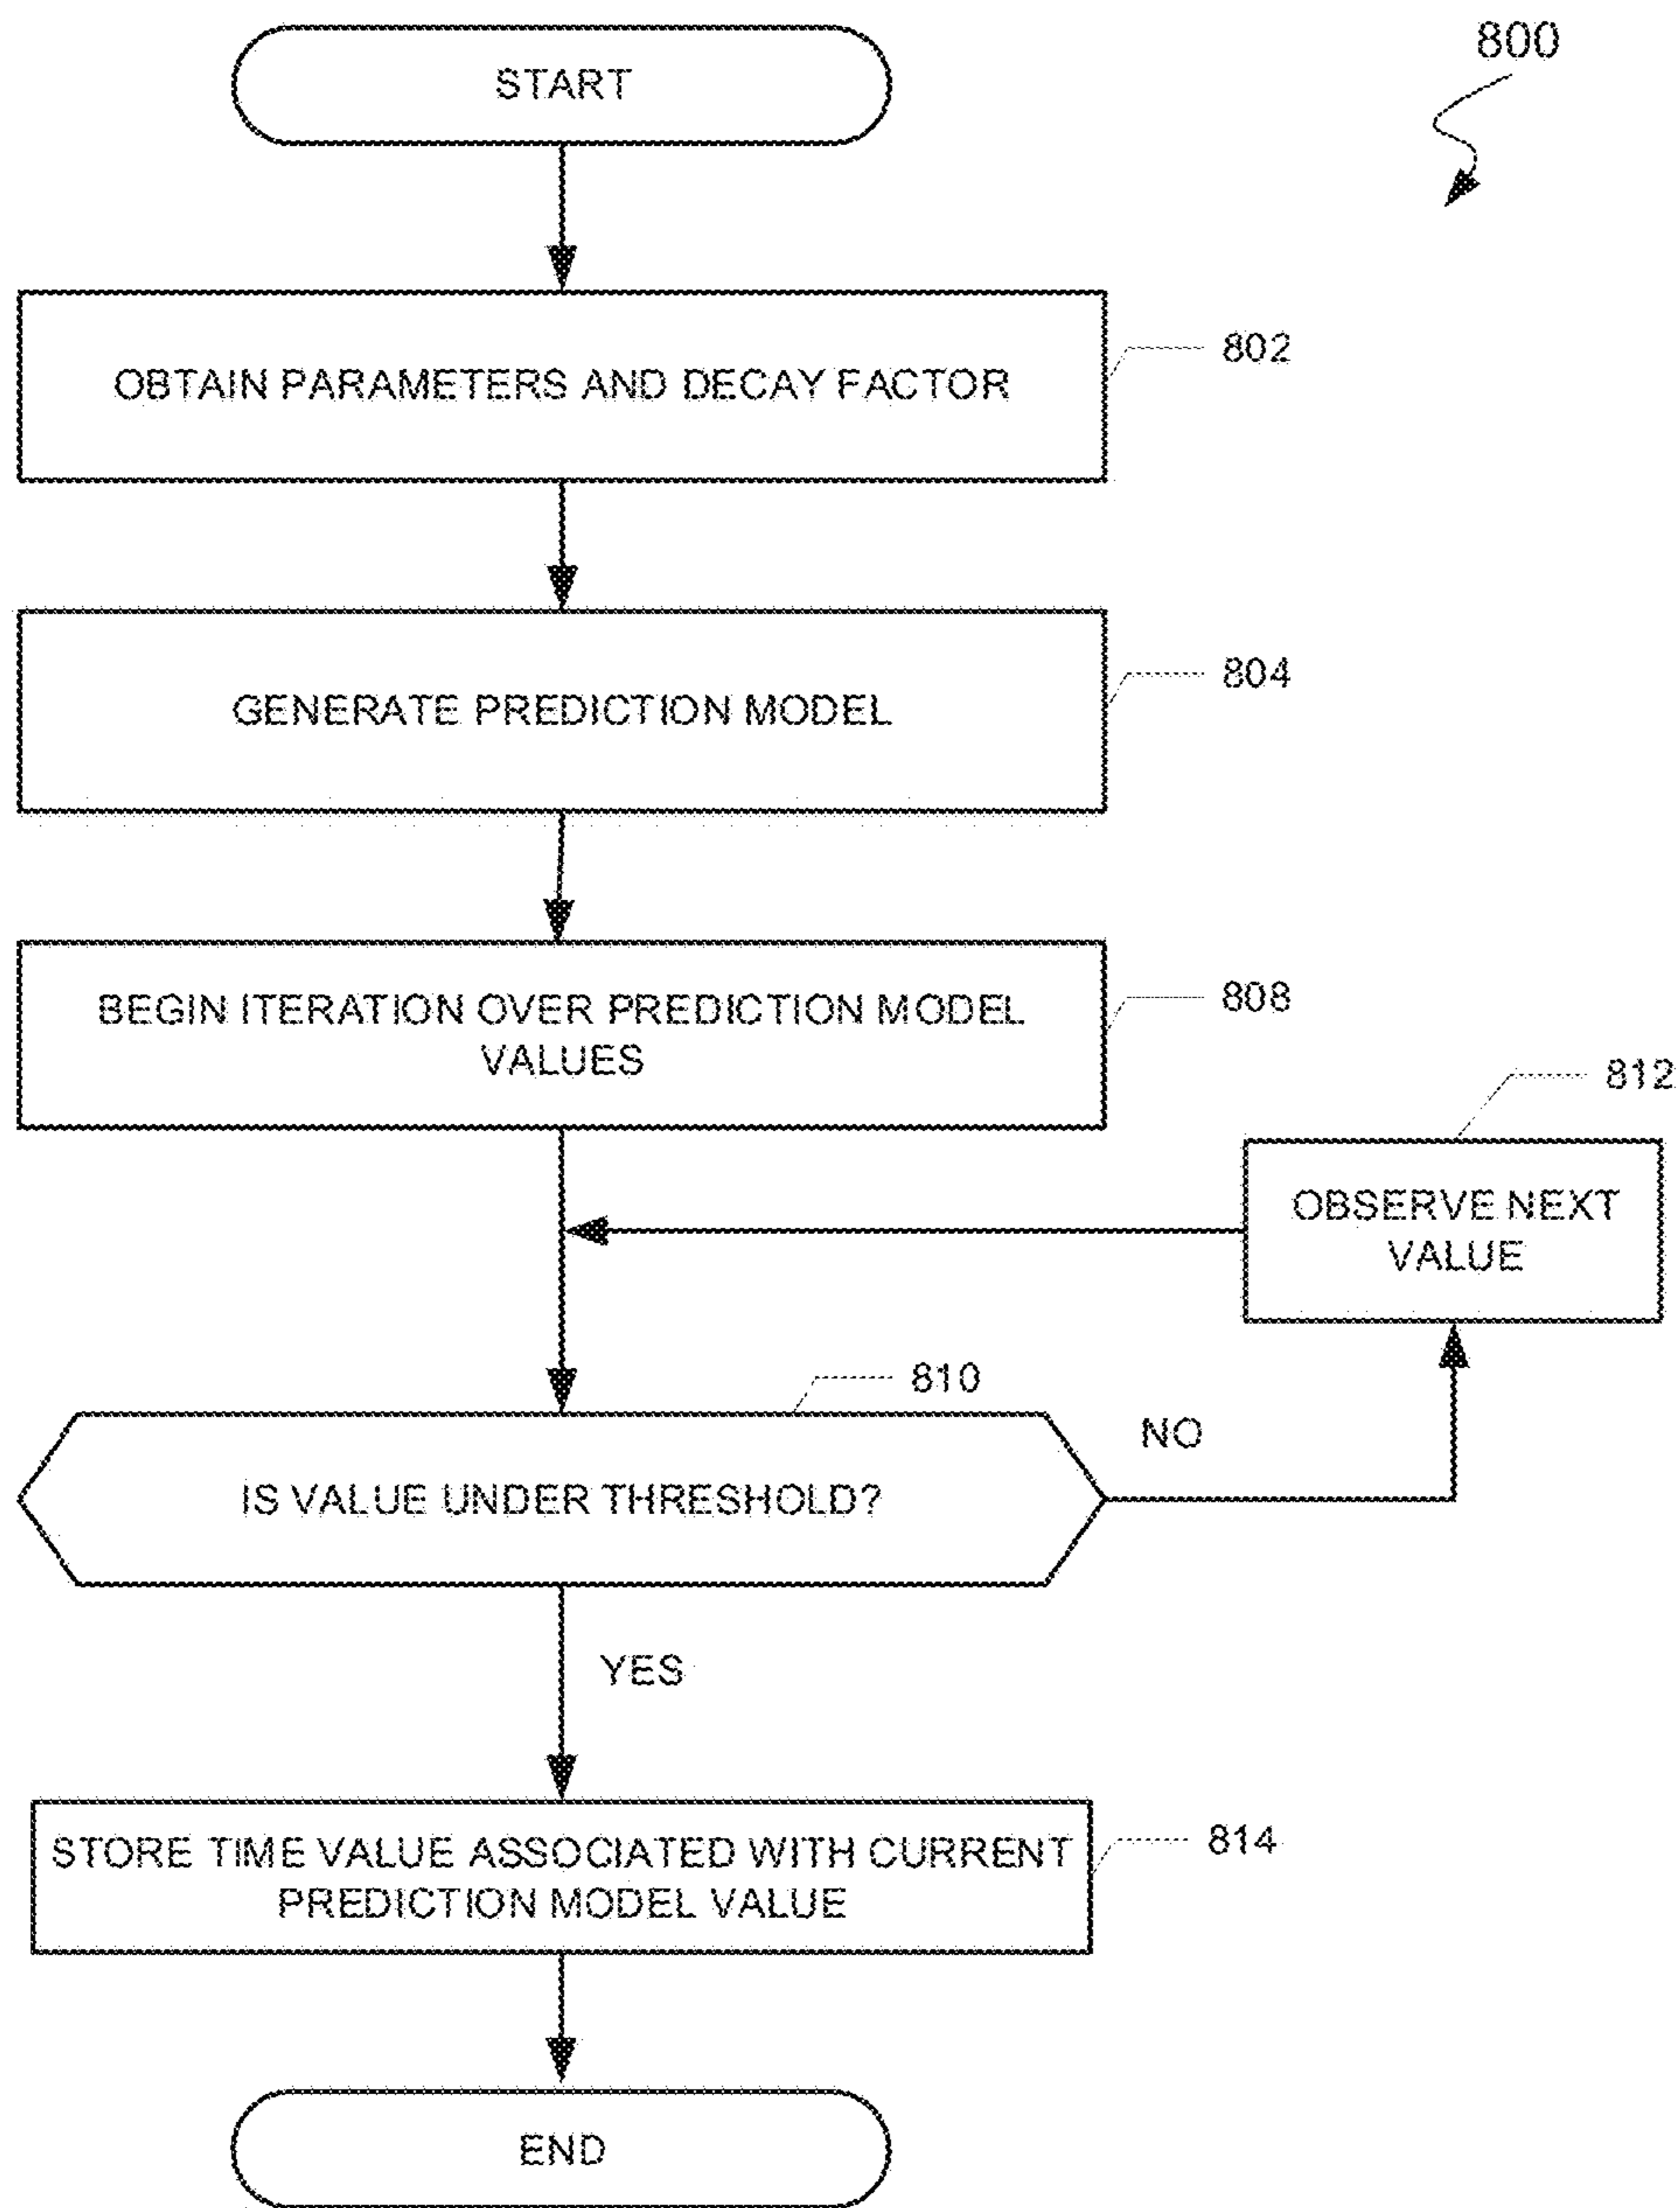 800
START
OBTAIN PARAMETERS AND DECAY FACTOR
802
GENERATE PREDICTION MODEL
804
BEGIN ITERATION OVER PREDICTION MODEL
VALUES
808
812
OBSERVE NEXT
VALUE
810
NO
IS VALUE UNDER THRESHOLD?
YES
STORE TIME VALUE ASSOCIATED WITH CURRENT
PREDICTION MODEL VALUE
814
END